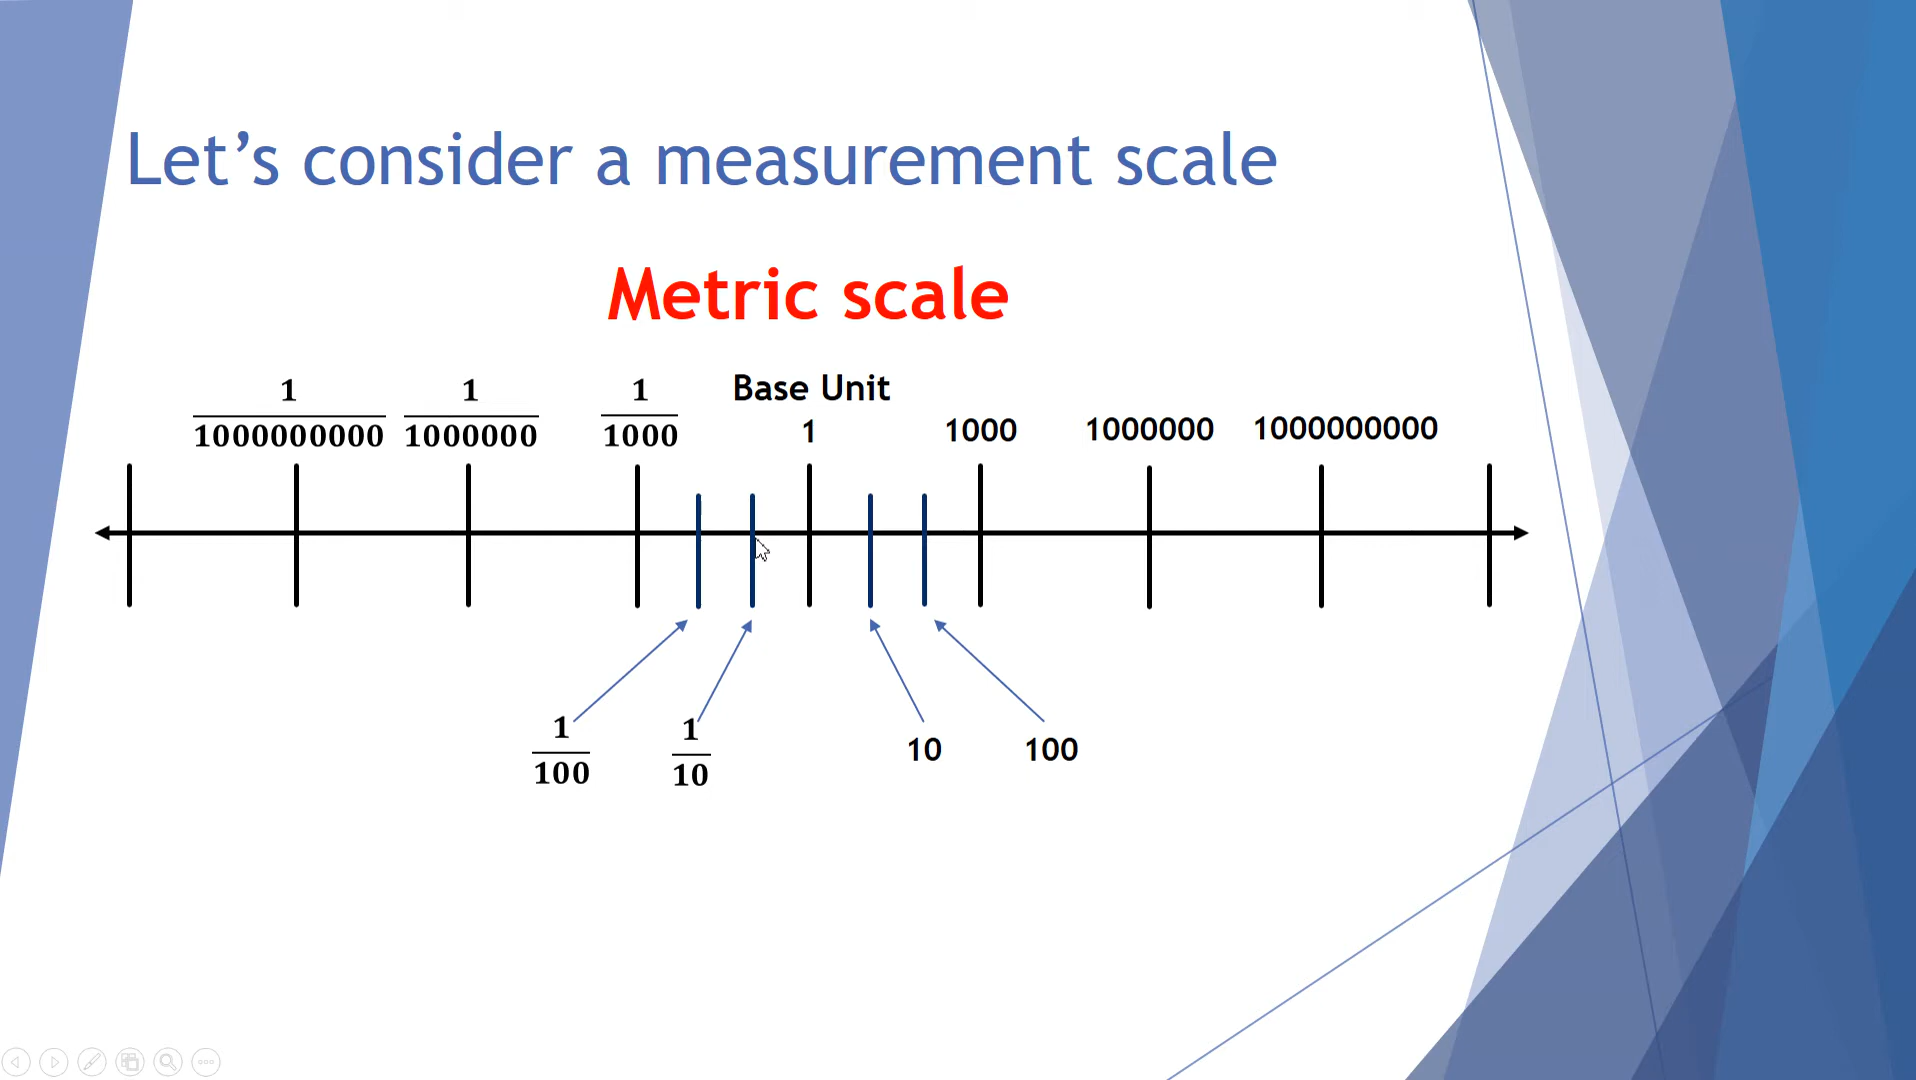 Let’s consider a measurement scale
Metric scale
Base Unit
1/1000000000 1/1000000 1/1000 1 1000 1000000 1000000000
1/100 1/10 10 100